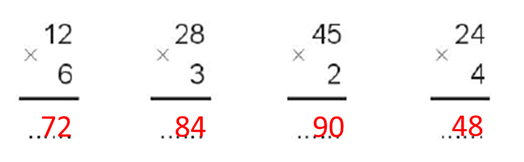 12 28 45 24
× 6 × 3 × 2 × 4
..72.. ..84.. ..90.. ..48..